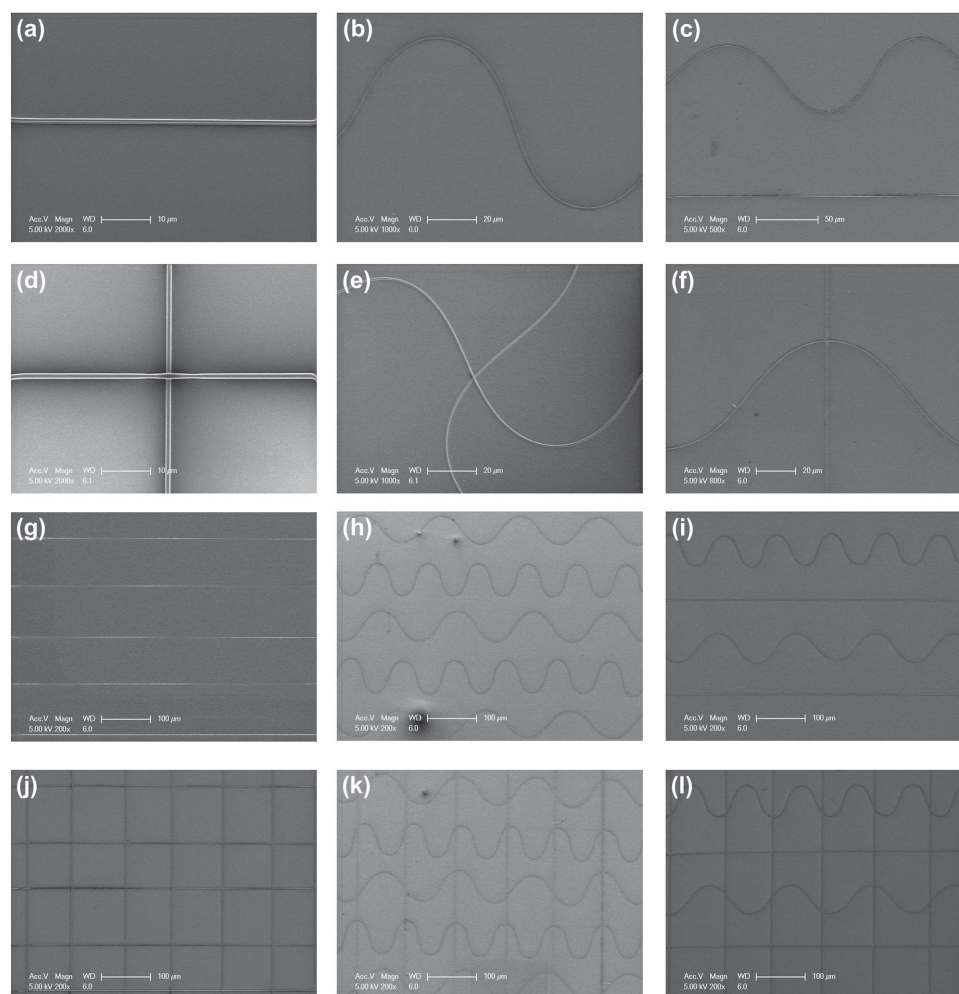 (a)
Acc.V Magn WD 10 µm
5.00 kV 2000x 6.0
(b)
Acc.V Magn WD 20 µm
5.00 kV 1000x 6.0
(c)
Acc.V Magn WD 50 µm
5.00 kV 500x 6.0
(d)
Acc.V Magn WD 10 µm
5.00 kV 2000x 6.1
(e)
Acc.V Magn WD 20 µm
5.00 kV 1000x 6.1
(f)
Acc.V Magn WD 20 µm
5.00 kV 800x 6.0
(g)
Acc.V Magn WD 100 µm
5.00 kV 200x 6.0
(h)
Acc.V Magn WD 100 µm
5.00 kV 200x 6.0
(i)
Acc.V Magn WD 100 µm
5.00 kV 200x 6.0
(j)
Acc.V Magn WD 100 µm
5.00 kV 200x 6.0
(k)
Acc.V Magn WD 100 µm
5.00 kV 200x 6.0
(l)
Acc.V Magn WD 100 µm
5.00 kV 200x 6.0